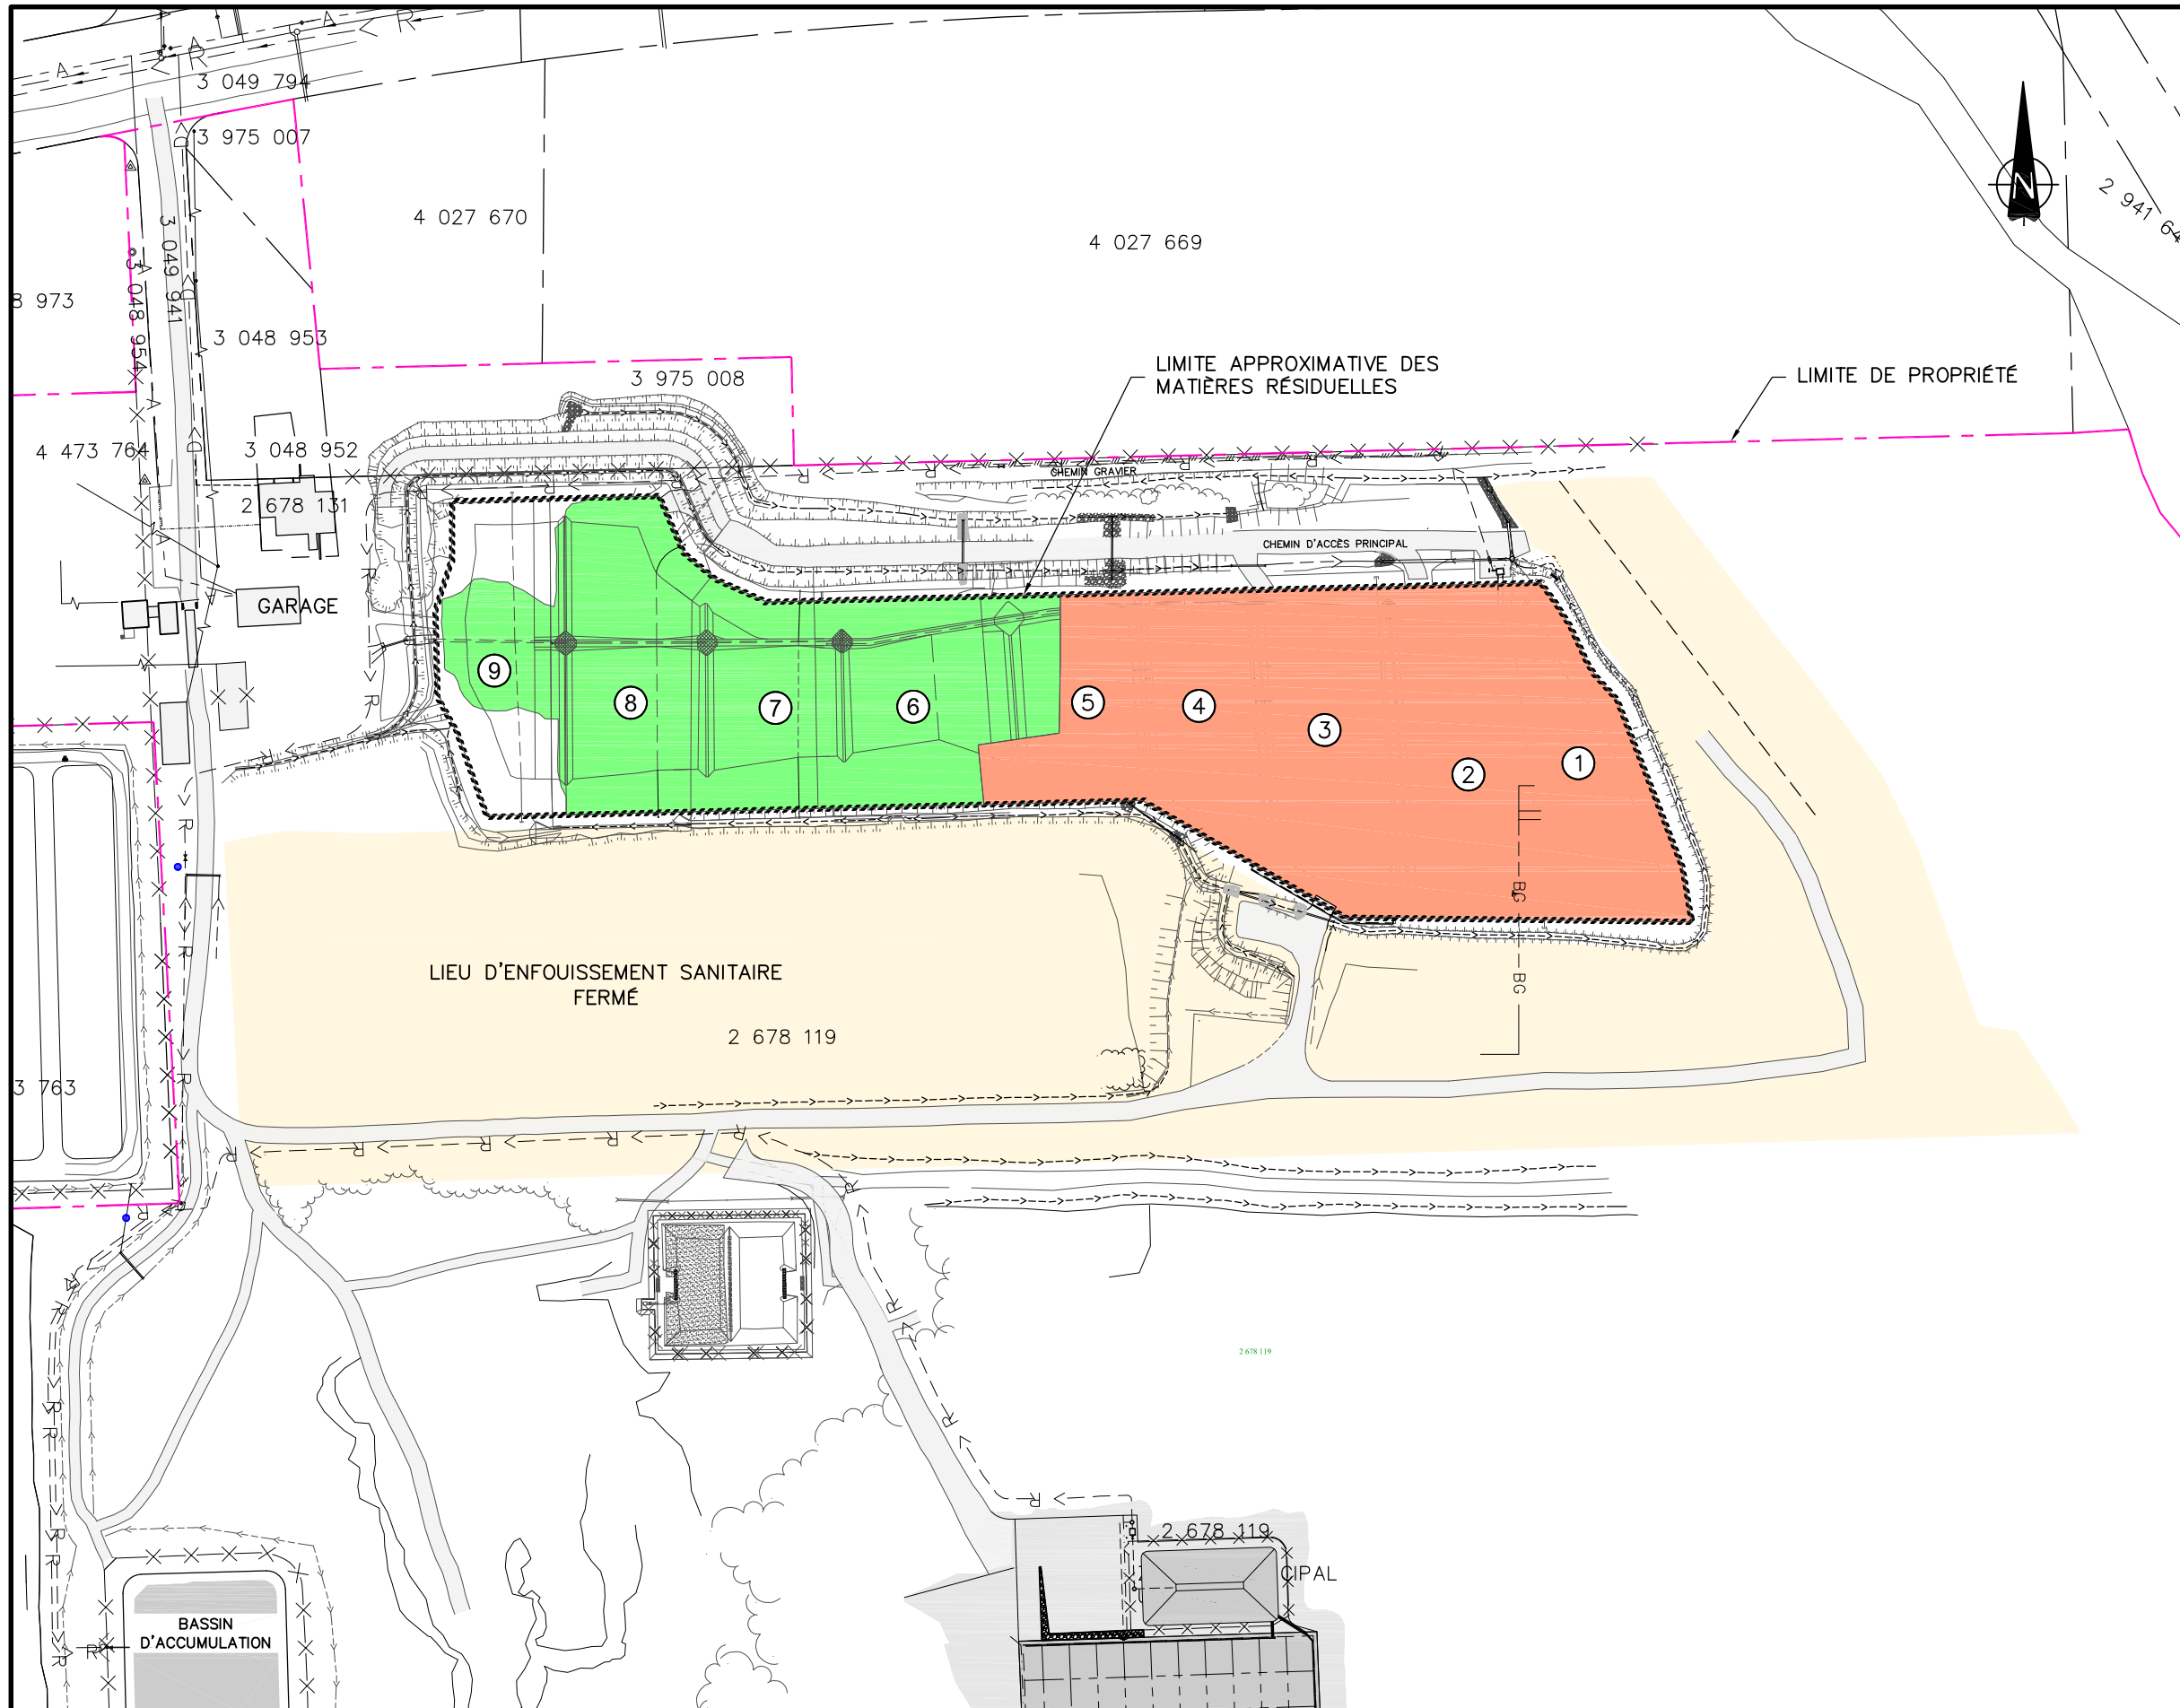 3 049 794
3 975 007
4 027 670
4 027 669
N
2 941 64
3 049 941
3 048 954
8 973
3 048 953
3 975 008
LIMITE APPROXIMATIVE DES
MATIÈRES RÉSIDUELLES
LIMITE DE PROPRIÉTÉ
4 473 764
3 048 952
2 678 131
CHEMIN GRAVIER
CHEMIN D'ACCÈS PRINCIPAL
GARAGE
9
8
7
6
5
4
3
2
1
BG
BG
LIEU D'ENFOUISSEMENT SANITAIRE
FERMÉ
2 678 119
3 763
2 678 119
2 678 119
CIPAL
BASSIN
D'ACCUMULATION